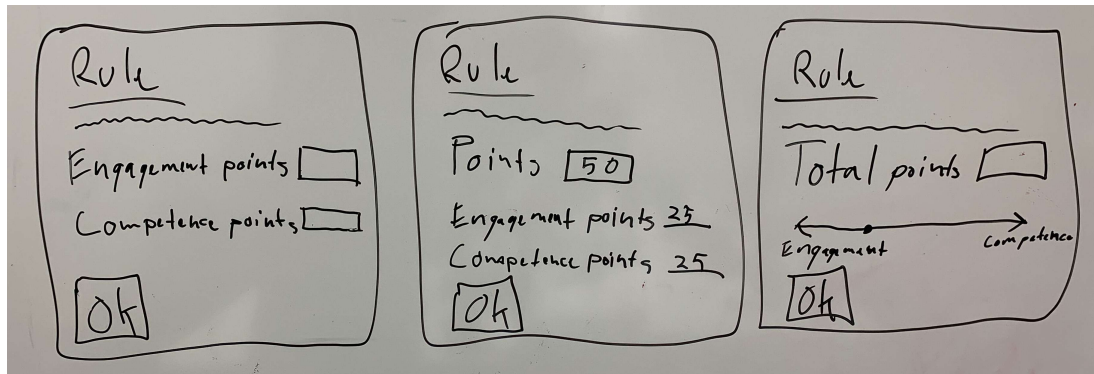 Rule
Engagement points
Competence points
Ok
Rule
Points 50
Engagement points 25
Competence points 25
Ok
Rule
Total points
Engagement Competence
Ok